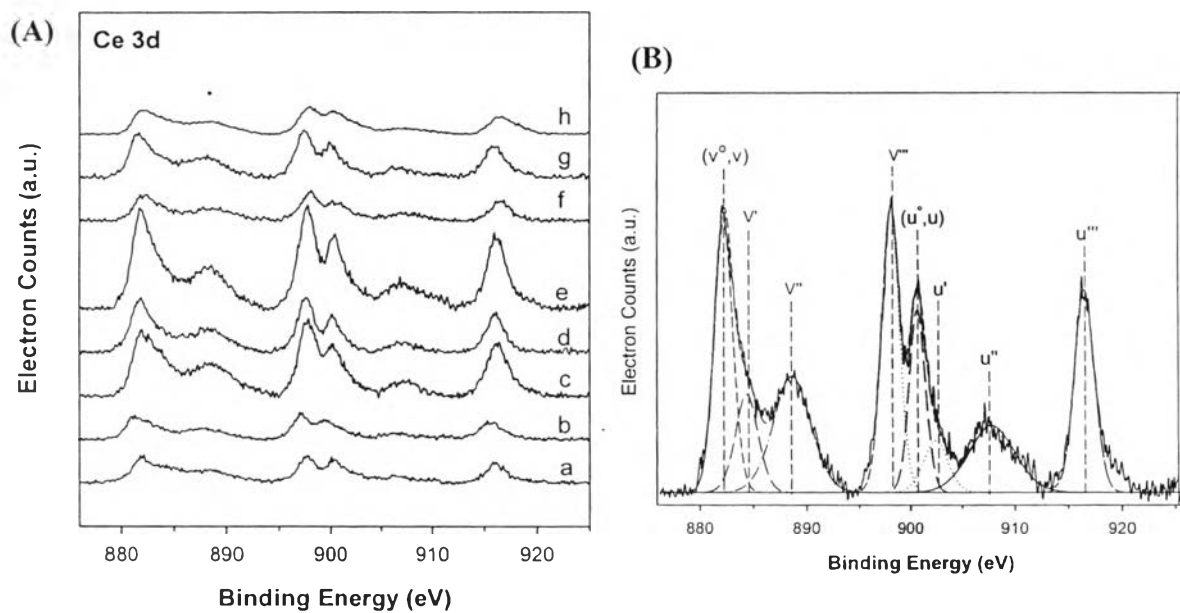 (A)
Ce 3d
h
g
f
e
d
c
b
a
Electron Counts (a.u.)
880 890 900 910 920
Binding Energy (eV)
(B)
(v°,v)
v'
v''
v'''
(u°,u)
u'
u''
u'''
Electron Counts (a.u.)
880 890 900 910 920
Binding Energy (eV)